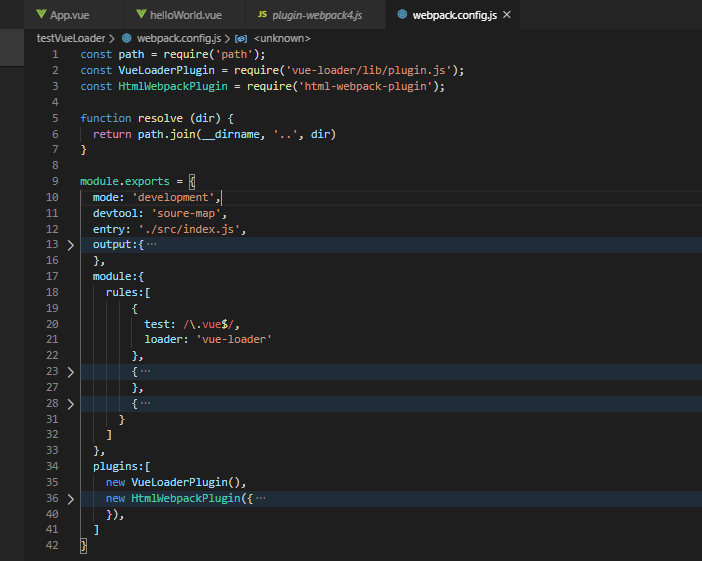 App.vue helloWorld.vue JS plugin-webpack4.js webpack.config.js
testVueLoader > webpack.config.js > <unknown>
1 const path = require('path');
2 const VueLoaderPlugin = require('vue-loader/lib/plugin.js');
3 const HtmlWebpackPlugin = require('html-webpack-plugin');
4
5 function resolve (dir) {
6 return path.join(__dirname, '..', dir)
7 }
8
9 module.exports = {
10 mode: 'development',
11 devtool: 'soure-map',
12 entry: './src/index.js',
13 output:{ ···
16 },
17 module:{
18 rules:[
19 {
20 test: /\.vue$/,
21 loader: 'vue-loader'
22 },
23 { ···
27 },
28 { ···
31 }
32 ]
33 },
34 plugins:[
35 new VueLoaderPlugin(),
36 new HtmlWebpackPlugin({ ···
40 }),
41 ]
42 }